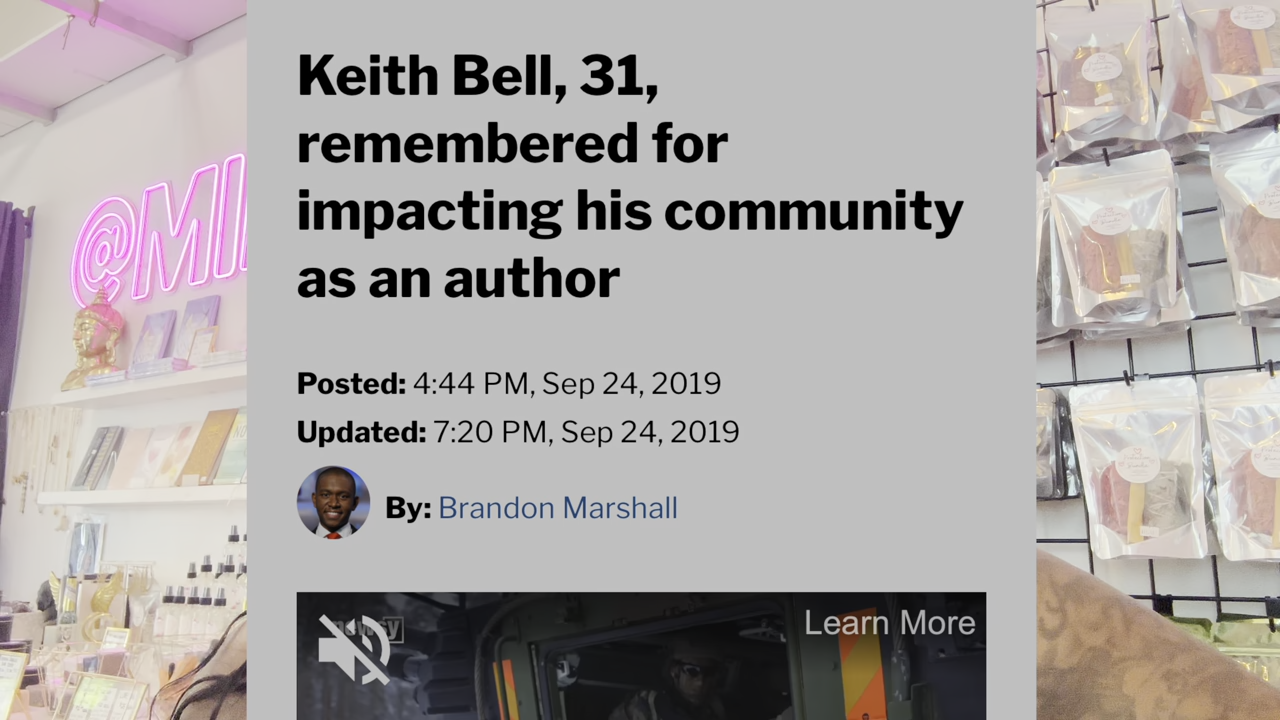 Keith Bell, 31,
remembered for
impacting his community
as an author
Posted: 4:44 PM, Sep 24, 2019
Updated: 7:20 PM, Sep 24, 2019
By: Brandon Marshall
Learn More
@MI